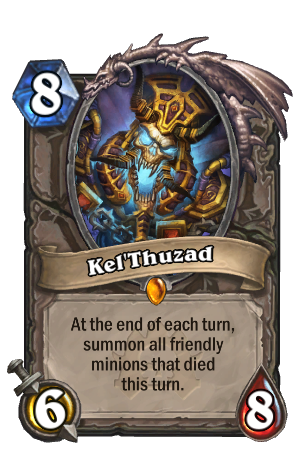 8
Kel'Thuzad
At the end of each turn,
summon all friendly
minions that died
this turn.
6
8